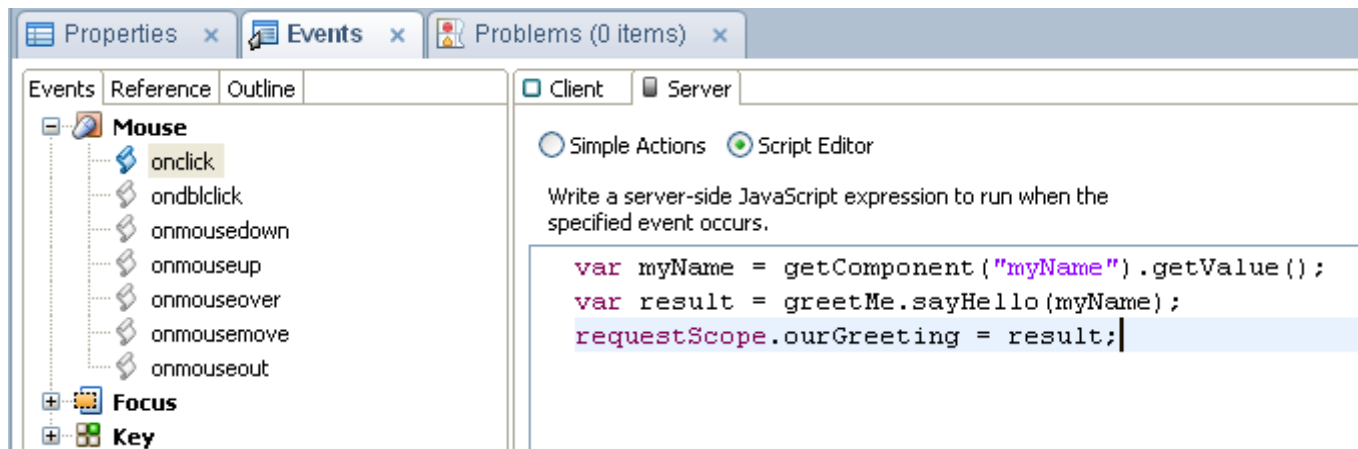 Properties Events Problems (0 items)
Events Reference Outline
Mouse
onclick
ondblclick
onmousedown
onmouseup
onmouseover
onmousemove
onmouseout
Focus
Key
Client Server
Simple Actions Script Editor
Write a server-side JavaScript expression to run when the
specified event occurs.
var myName = getComponent("myName").getValue();
var result = greetMe.sayHello(myName);
requestScope.ourGreeting = result;